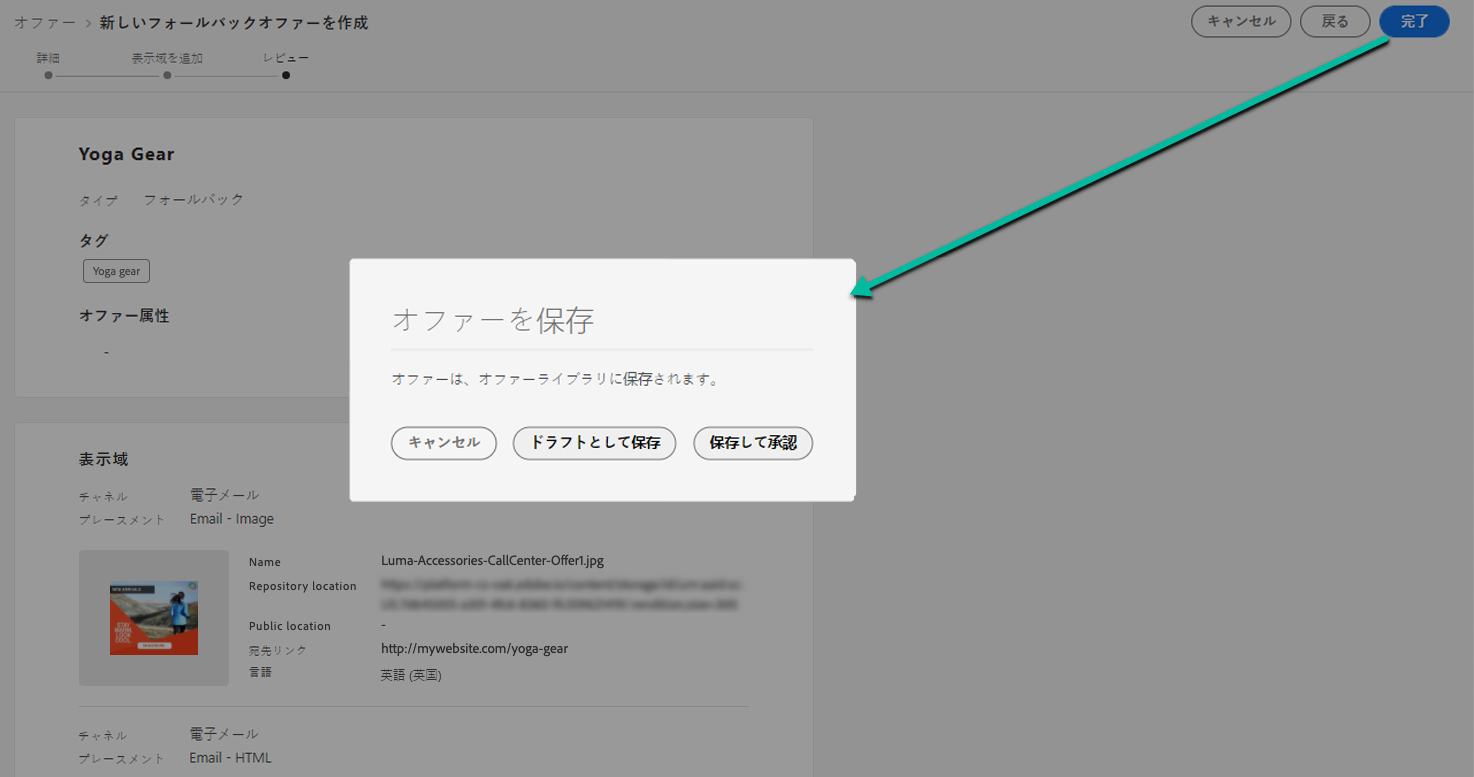 オファー > 新しいフォールバックオファーを作成
キャンセル 戻る 完了
詳細 表示域を追加 レビュー
Yoga Gear
タイプ フォールバック
タグ
Yoga gear
オファー属性
-
オファーを保存
オファーは、オファーライブラリに保存されます。
キャンセル ドラフトとして保存 保存して承認
表示域
チャネル 電子メール
プレースメント Email - Image
Name Luma-Accessories-CallCenter-Offer1.jpg
Repository location
Public location -
宛先リンク http://mywebsite.com/yoga-gear
言語 英語 (英国)
STAY
WARM.
LOOK
COOL.
チャネル 電子メール
プレースメント Email - HTML